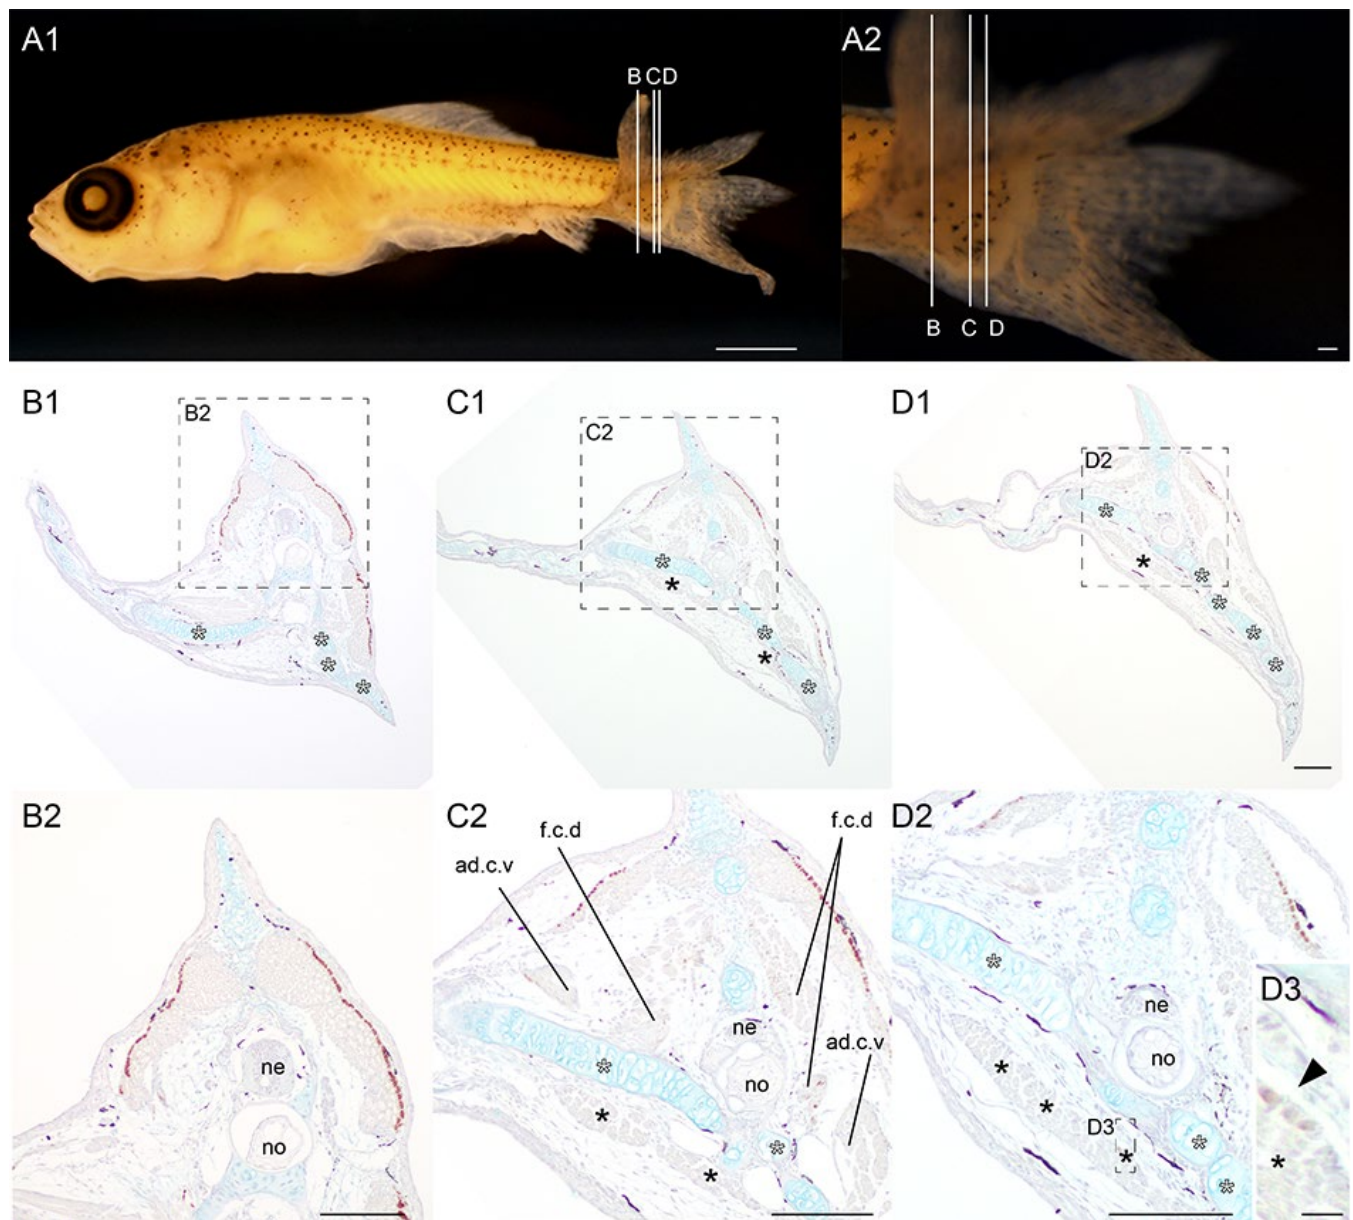 A1
B CD
A2
B C D
B1
B2
C1
C2
D1
D2
B2
ne
no
C2
f.c.d
ad.c.v
f.c.d
ne
no
ad.c.v
D2
ne
no
D3
D3